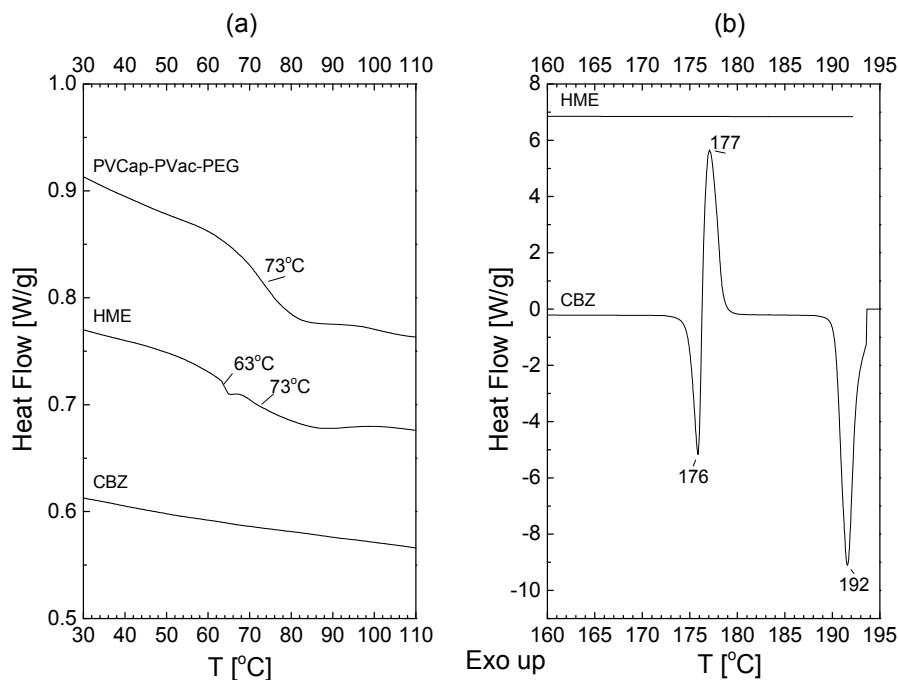 (a)
30 40 50 60 70 80 90 100 110
1.0
PVCap-PVac-PEG
0.9
73°C
0.8
HME
63°C
73°C
0.7
CBZ
0.6
0.5
30 40 50 60 70 80 90 100 110
Heat Flow [W/g]
T [°C]
(b)
160 165 170 175 180 185 190 195
8
HME
6
177
4
2
CBZ
0
-2
-4
176
-6
-8
192
-10
160 165 170 175 180 185 190 195
Heat Flow [W/g]
Exo up
T [°C]